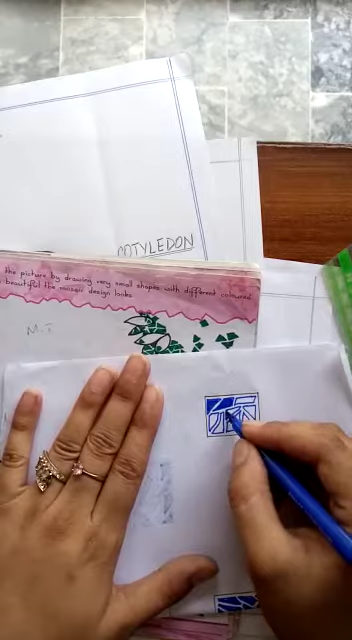 COTYLEDON
the picture by drawing very small shapes with different coloured
beautiful the mosaic design looks